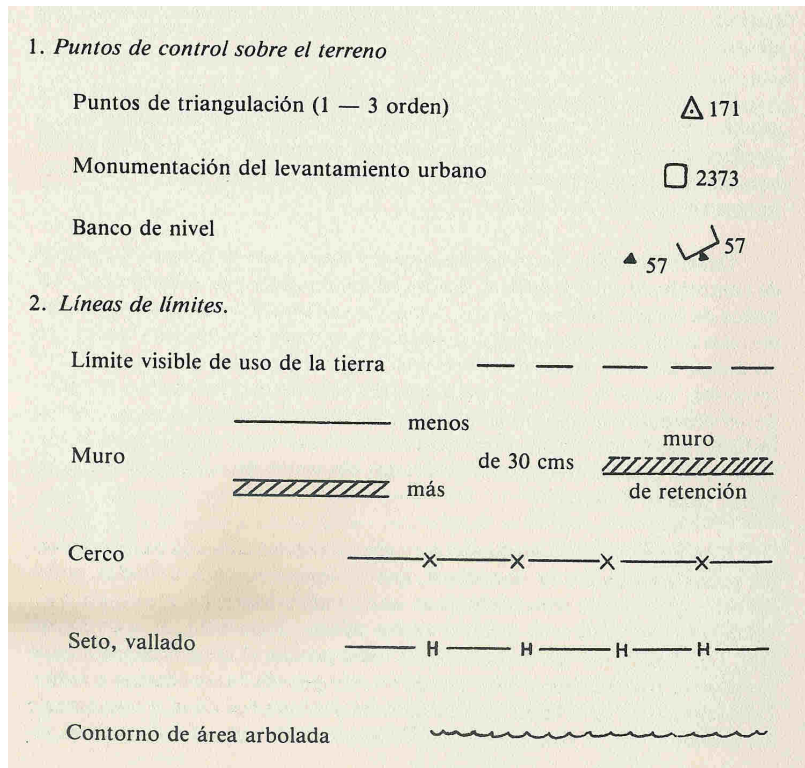 1. Puntos de control sobre el terreno
Puntos de triangulación (1 — 3 orden) 171
Monumentación del levantamiento urbano 2373
Banco de nivel 57 57
2. Líneas de límites.
Límite visible de uso de la tierra
menos
Muro de 30 cms muro
más de retención
Cerco X X X X
Seto, vallado H H H H
Contorno de área arbolada